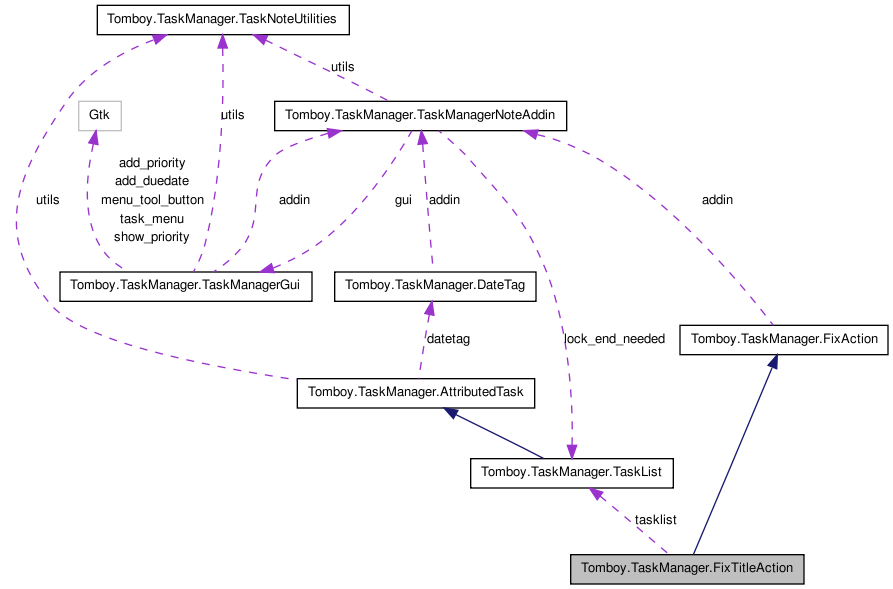 Tomboy.TaskManager.TaskNoteUtilities
utils
Gtk
utils
Tomboy.TaskManager.TaskManagerNoteAddin
add_priority
add_duedate
menu_tool_button
task_menu
show_priority
utils
addin
gui
addin
addin
Tomboy.TaskManager.TaskManagerGui
Tomboy.TaskManager.DateTag
datetag
lock_end_needed
Tomboy.TaskManager.FixAction
Tomboy.TaskManager.AttributedTask
Tomboy.TaskManager.TaskList
tasklist
Tomboy.TaskManager.FixTitleAction